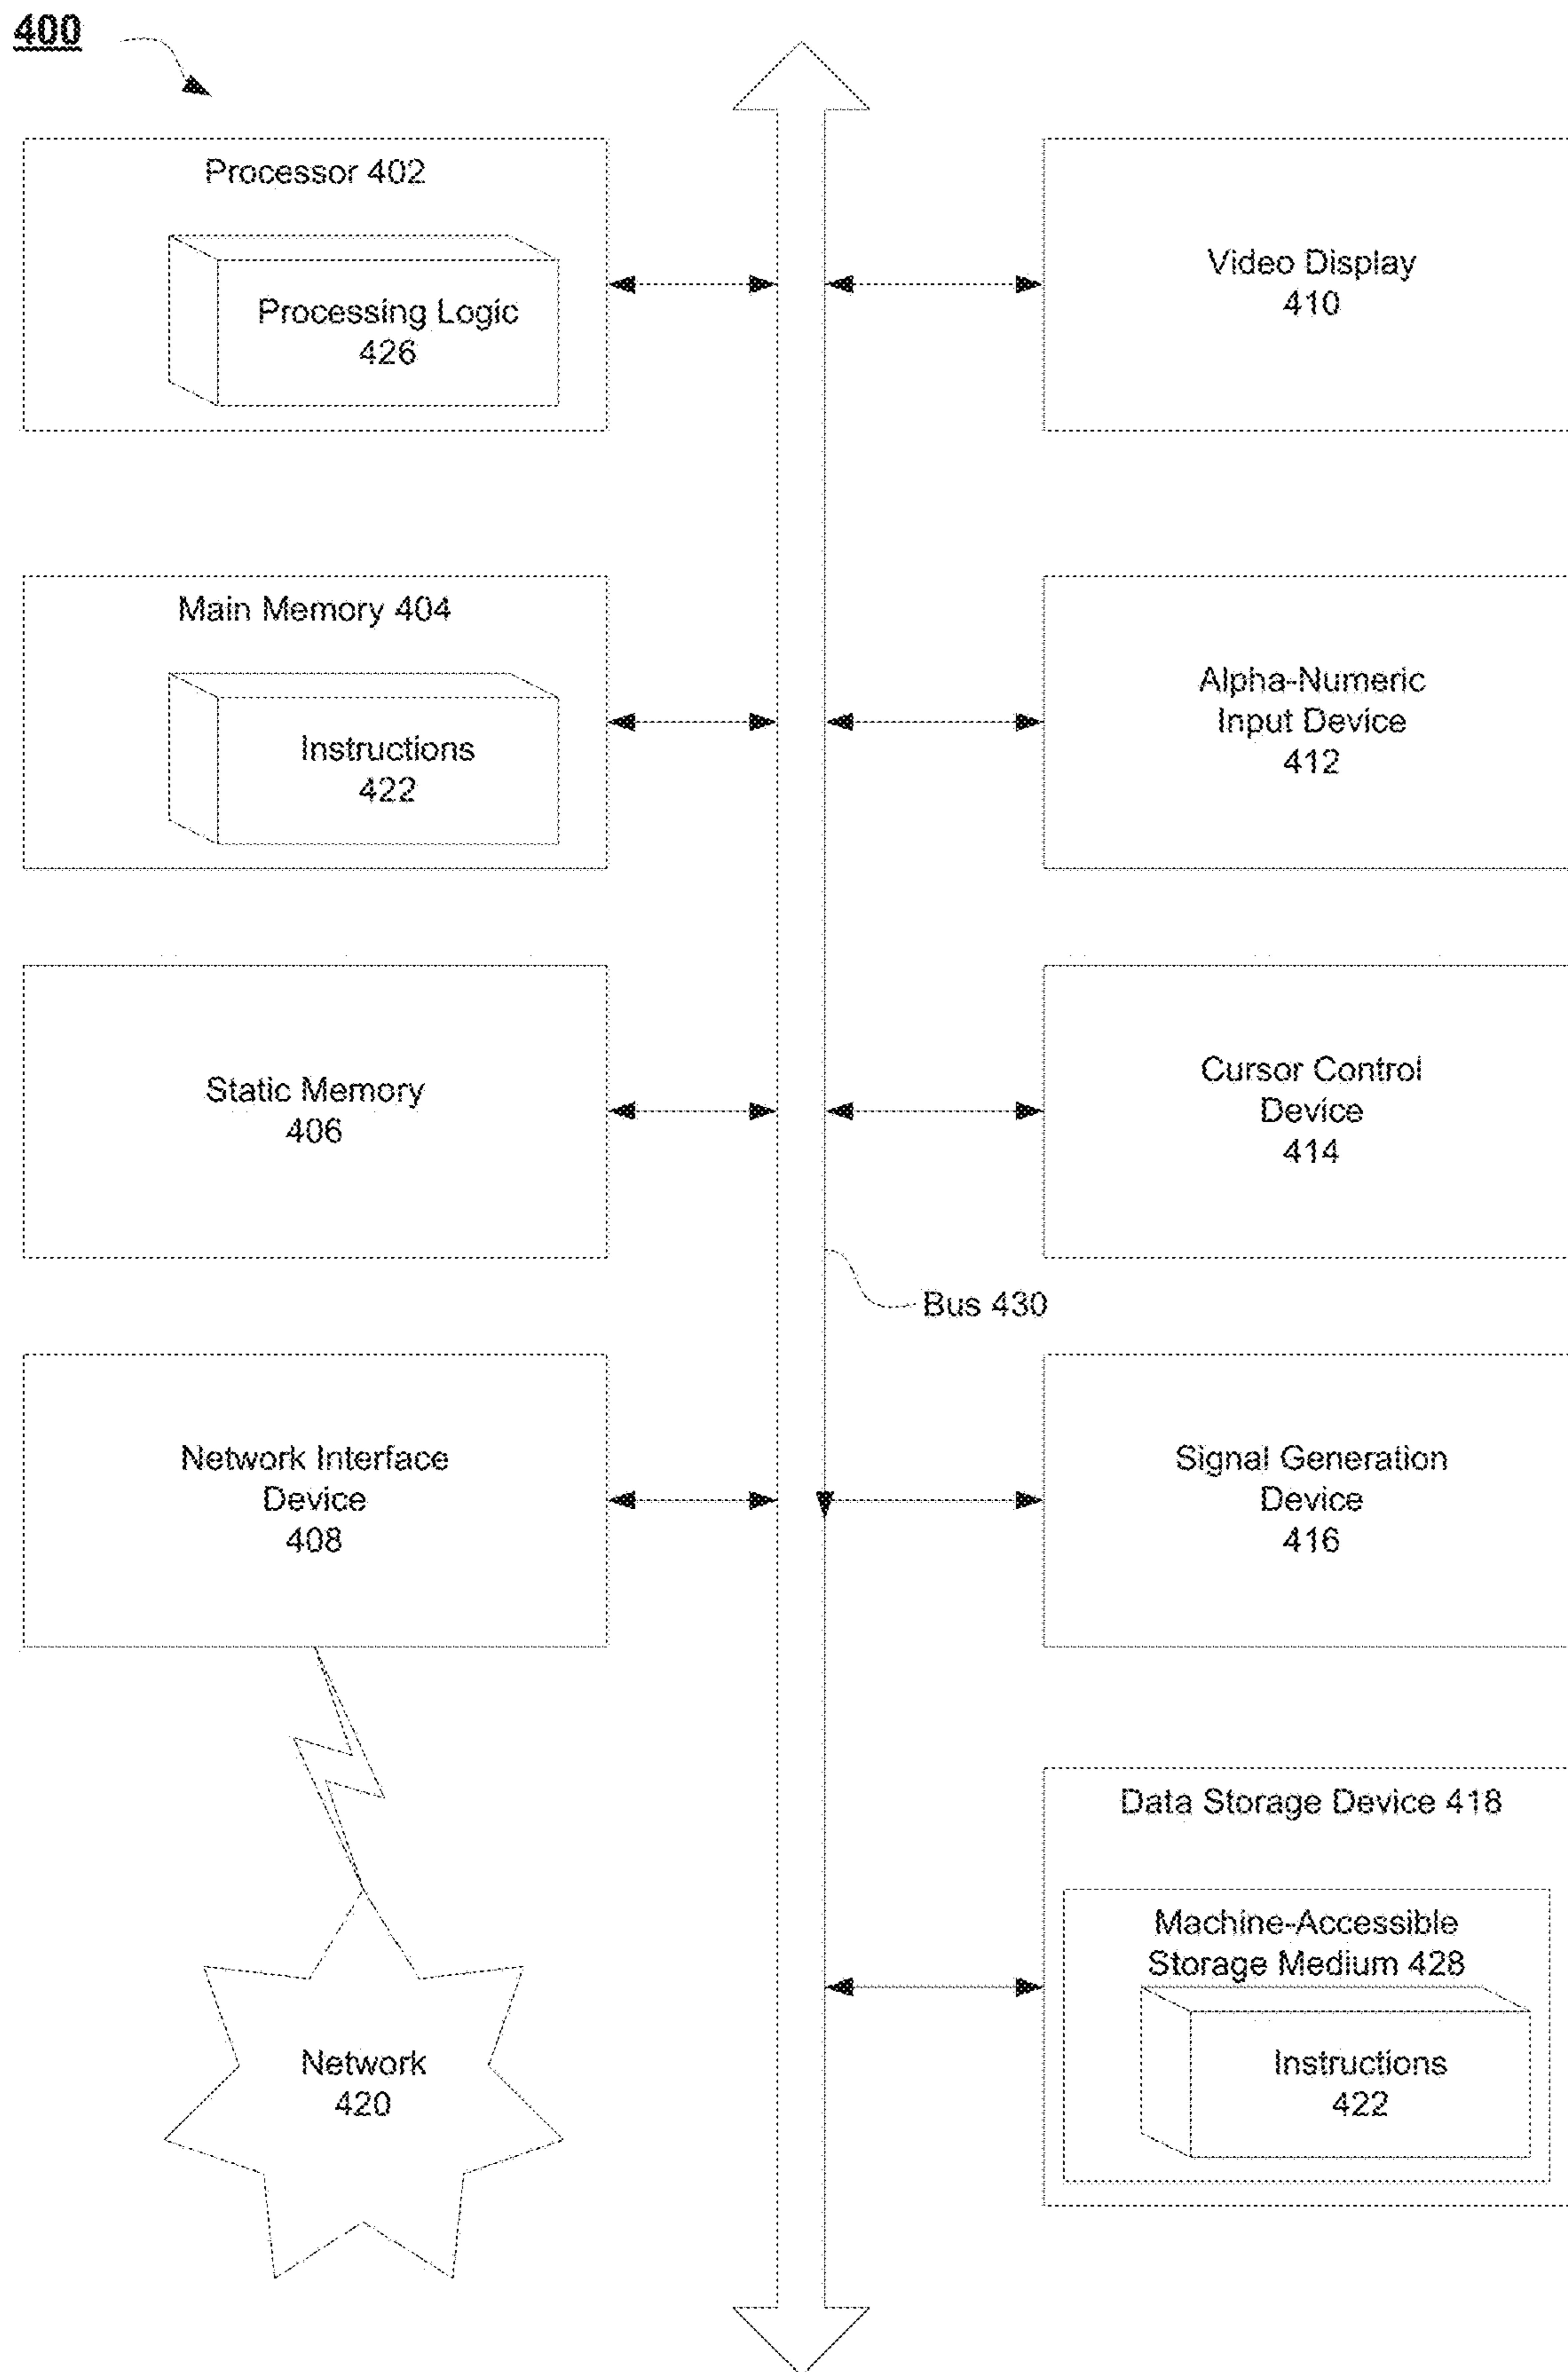 400
Processor 402
Processing Logic
426
Video Display
410
Main Memory 404
Instructions
422
Alpha-Numeric
Input Device
412
Static Memory
406
Cursor Control
Device
414
Bus 430
Network Interface
Device
408
Signal Generation
Device
416
Data Storage Device 418
Machine-Accessible
Storage Medium 428
Instructions
422
Network
420